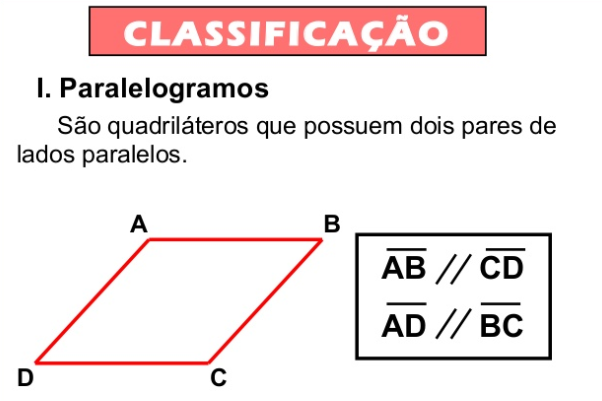 CLASSIFICAÇÃO
I. Paralelogramos
São quadriláteros que possuem dois pares de
lados paralelos.
A B
AB // CD
AD // BC
D C